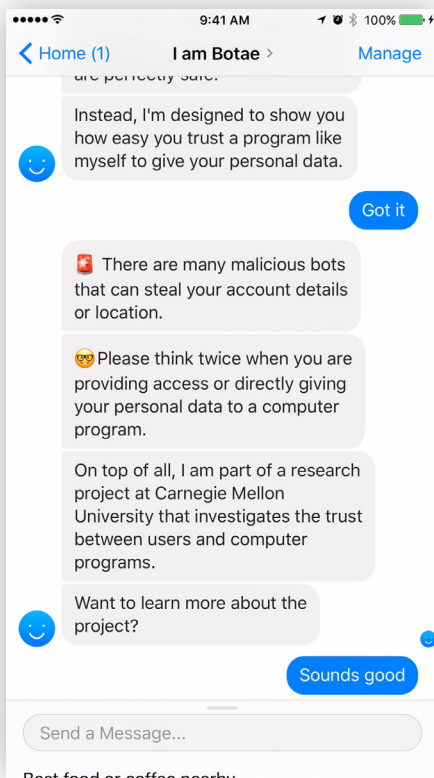 9:41 AM
100%
Home (1)
I am Botae
Manage
are perfectly safe.
Instead, I'm designed to show you
how easy you trust a program like
myself to give your personal data.
Got it
There are many malicious bots
that can steal your account details
or location.
Please think twice when you are
providing access or directly giving
your personal data to a computer
program.
On top of all, I am part of a research
project at Carnegie Mellon
University that investigates the trust
between users and computer
programs.
Want to learn more about the
project?
Sounds good
Send a Message...
Best food or coffee nearby